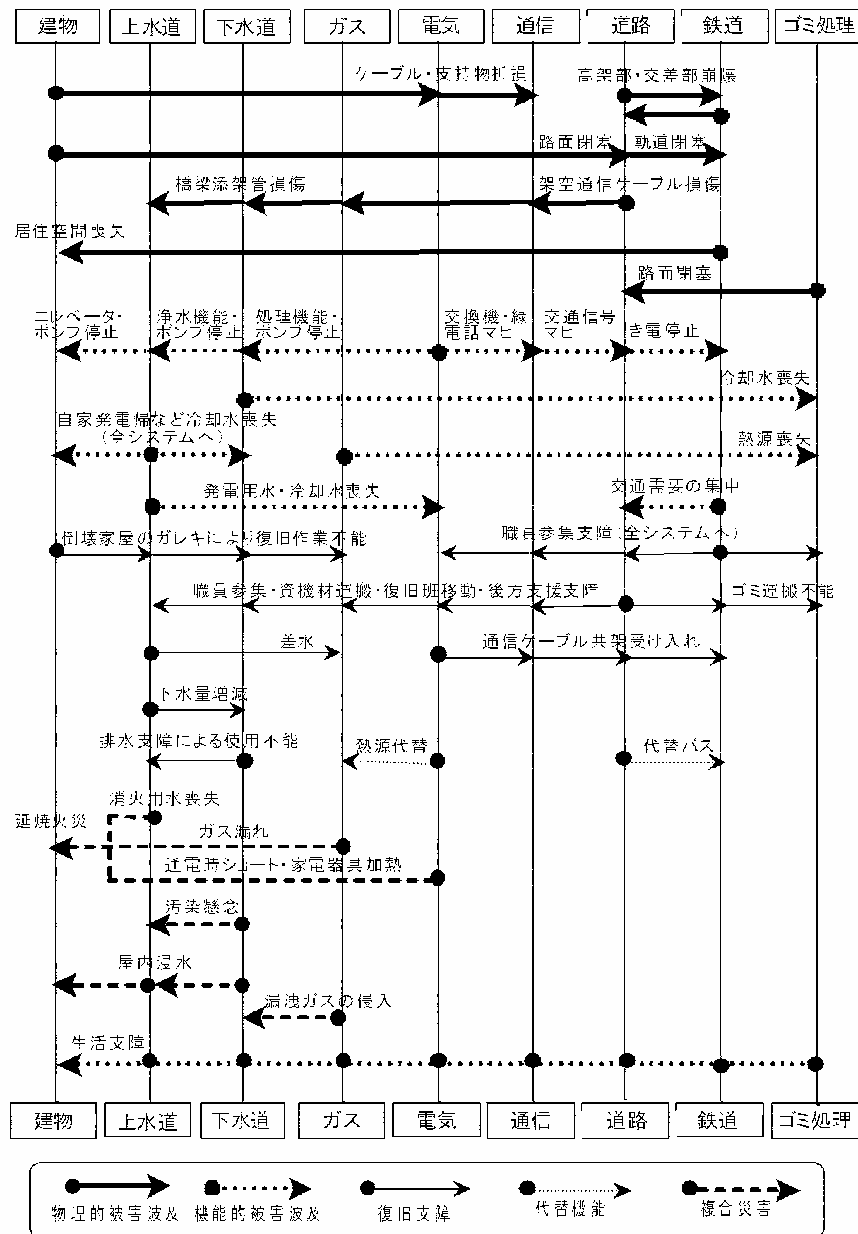 建物 上水道 下水道 ガス 電気 通信 道路 鉄道 ゴミ処理
ケーブル・支持物折損 高架部・交差部崩壊
路面閉塞 軌道閉塞
橋梁添架管損傷 架空通信ケーブル損傷
居住空間喪失
路面閉塞
エレベータ・ 浄水機能・ 処理機能・ 交換機・緑 交通信号
ポンプ停止 ポンプ停止 ポンプ停止 電話マヒ マヒ き電停止
冷却水喪失
自家発電帰など冷却水喪失
(全システムへ) 熱源喪失
発電用水・冷却水喪失 交通需要の集中
倒壊家屋のガレキにより復旧作業不能 職員参集支障(全システムへ)
職員参集・資機材運搬・復旧班移動・後方支援支障 ゴミ運搬不能
差水 通信ケーブル共架受け入れ
下水量増減
排水支障による使用不能 熱源代替 代替バス
消火用水喪失
延焼火災 ガス漏れ
通電時ショート・家電器具加熱
汚染懸念
屋内浸水
漏洩ガスの侵入
生活支障
建物 上水道 下水道 ガス 電気 通信 道路 鉄道 ゴミ処理
物理的被害波及 機能的被害波及 復旧支障 代替機能 複合災害